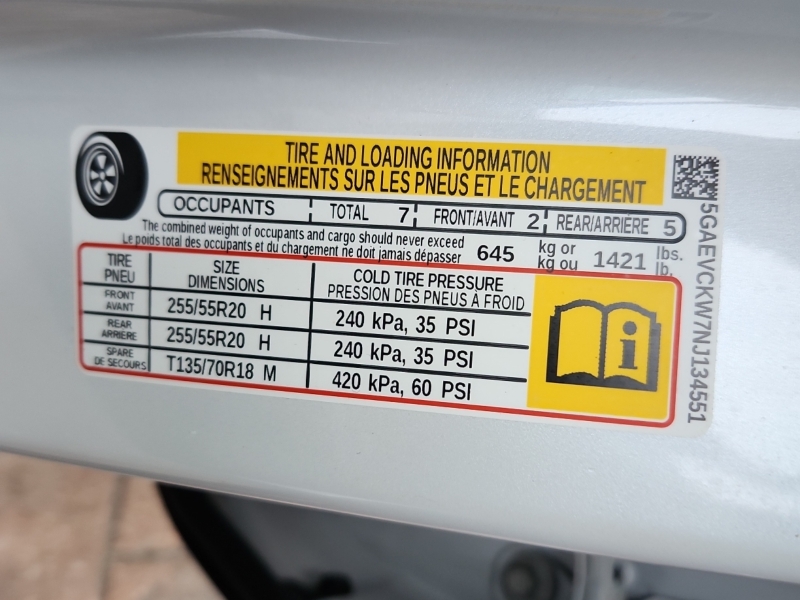 TIRE AND LOADING INFORMATION
RENSEIGNEMENTS SUR LES PNEUS ET LE CHARGEMENT
OCCUPANTS TOTAL 7 FRONT/AVANT 2 REAR/ARRIÈRE 5
The combined weight of occupants and cargo should never exceed
Le poids total des occupants et du chargement ne doit jamais dépasser
645 kg or 1421 lbs.
kg ou lb.
TIRE SIZE COLD TIRE PRESSURE
PNEU DIMENSIONS PRESSION DES PNEUS À FROID
FRONT
AVANT 255/55R20 H 240 kPa, 35 PSI
REAR
ARRIÈRE 255/55R20 H 240 kPa, 35 PSI
SPARE
DE SECOURS T135/70R18 M 420 kPa, 60 PSI
i
5GAEVCKW7NJ134551